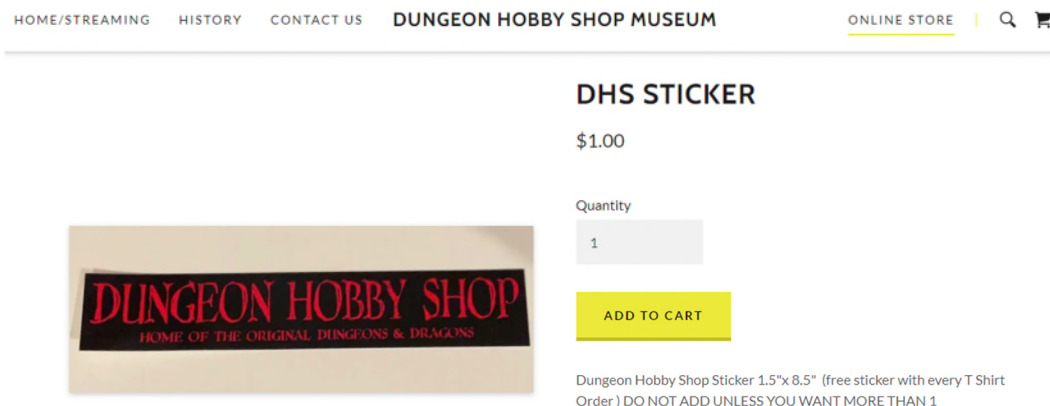 HOME/STREAMING HISTORY CONTACT US DUNGEON HOBBY SHOP MUSEUM ONLINE STORE
DHS STICKER
$1.00
Quantity
1
ADD TO CART
DUNGEON HOBBY SHOP
HOME OF THE ORIGINAL DUNGEONS & DRAGONS
Dungeon Hobby Shop Sticker 1.5"x 8.5" (free sticker with every T Shirt
Order ) DO NOT ADD UNLESS YOU WANT MORE THAN 1